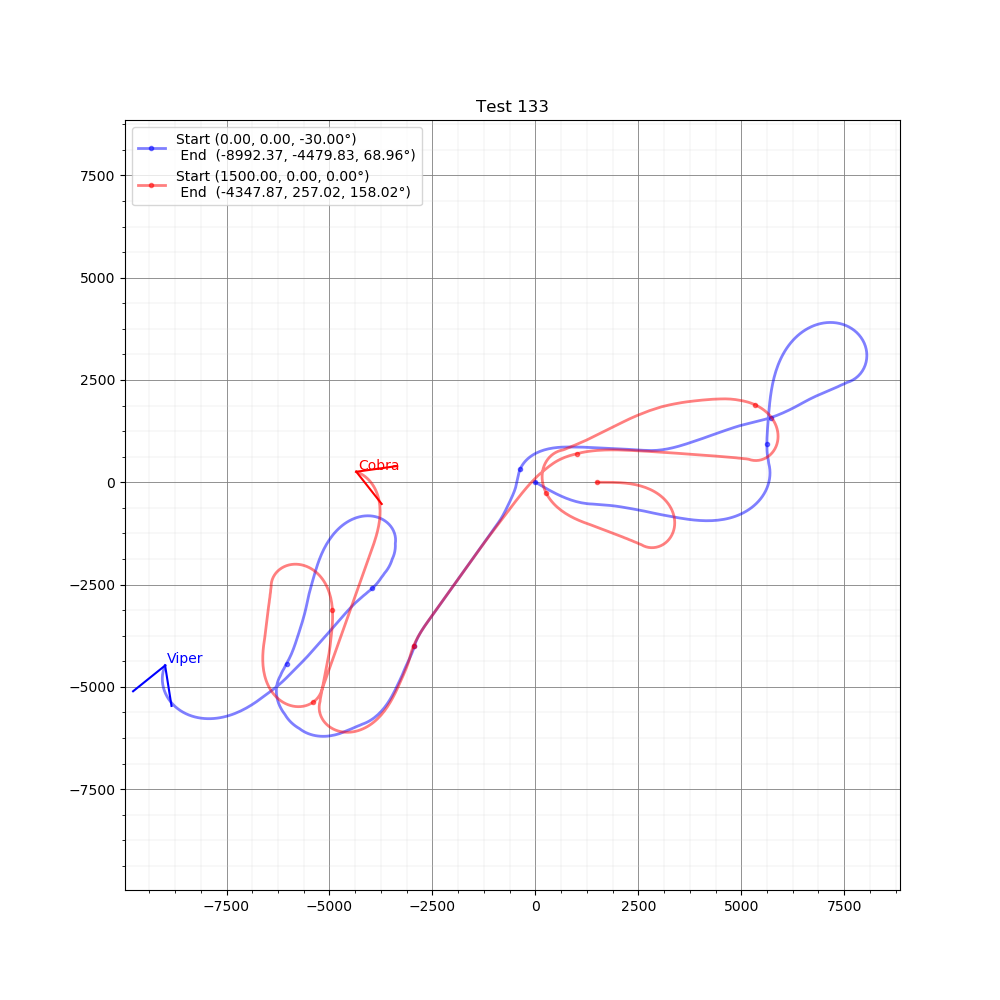 Test 133
Start (0.00, 0.00, -30.00°)
End (-8992.37, -4479.83, 68.96°)
Start (1500.00, 0.00, 0.00°)
End (-4347.87, 257.02, 158.02°)
7500
5000
2500
0
−2500
−5000
−7500
Cobra
Viper
−7500
−5000
−2500
0
2500
5000
7500